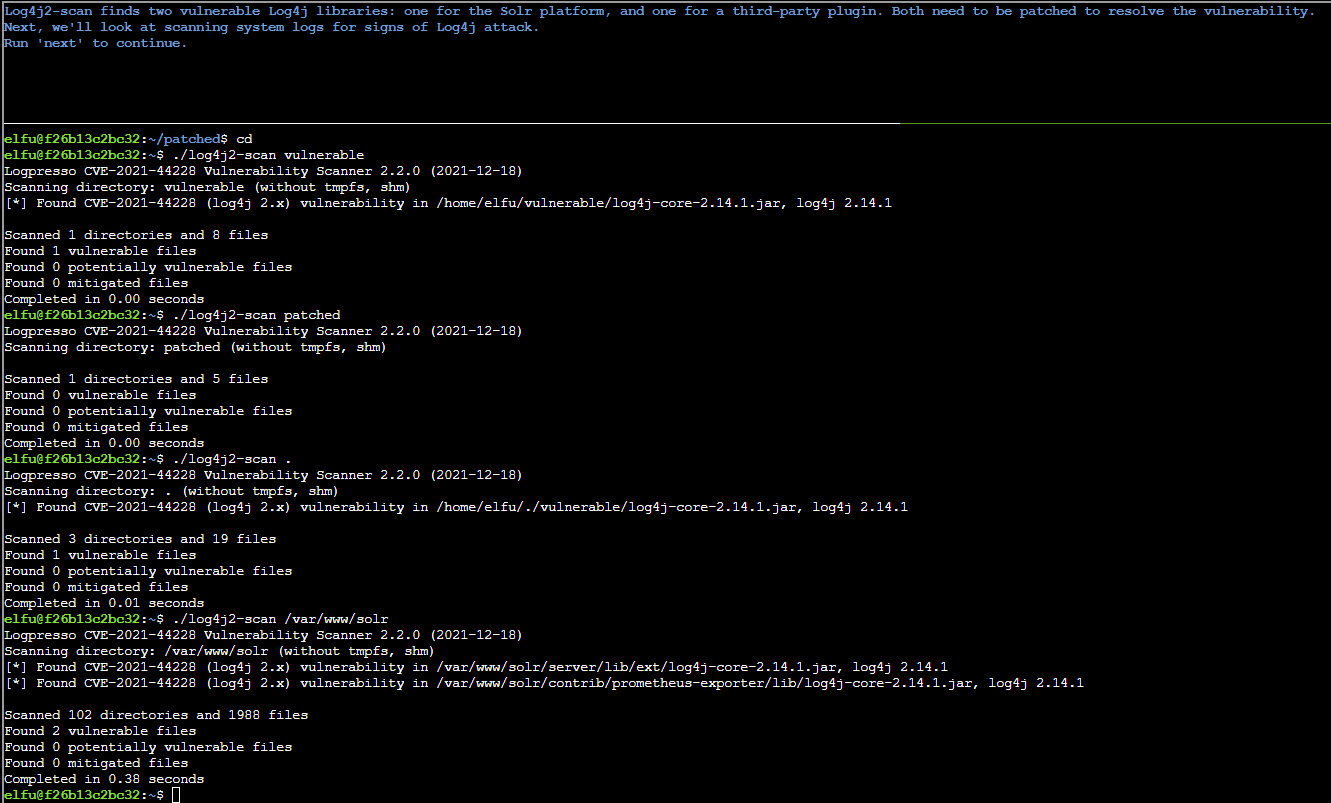 Log4j2-scan finds two vulnerable Log4j libraries: one for the Solr platform, and one for a third-party plugin. Both need to be patched to resolve the vulnerability.
Next, we'll look at scanning system logs for signs of Log4j attack.
Run 'next' to continue.
elfu@f26b13c2bc32:~/patched$ cd
elfu@f26b13c2bc32:~$ ./log4j2-scan vulnerable
Logpresso CVE-2021-44228 Vulnerability Scanner 2.2.0 (2021-12-18)
Scanning directory: vulnerable (without tmpfs, shm)
[*] Found CVE-2021-44228 (log4j 2.x) vulnerability in /home/elfu/vulnerable/log4j-core-2.14.1.jar, log4j 2.14.1
Scanned 1 directories and 8 files
Found 1 vulnerable files
Found 0 potentially vulnerable files
Found 0 mitigated files
Completed in 0.00 seconds
elfu@f26b13c2bc32:~$ ./log4j2-scan patched
Logpresso CVE-2021-44228 Vulnerability Scanner 2.2.0 (2021-12-18)
Scanning directory: patched (without tmpfs, shm)
Scanned 1 directories and 5 files
Found 0 vulnerable files
Found 0 potentially vulnerable files
Found 0 mitigated files
Completed in 0.00 seconds
elfu@f26b13c2bc32:~$ ./log4j2-scan .
Logpresso CVE-2021-44228 Vulnerability Scanner 2.2.0 (2021-12-18)
Scanning directory: . (without tmpfs, shm)
[*] Found CVE-2021-44228 (log4j 2.x) vulnerability in /home/elfu/./vulnerable/log4j-core-2.14.1.jar, log4j 2.14.1
Scanned 3 directories and 19 files
Found 1 vulnerable files
Found 0 potentially vulnerable files
Found 0 mitigated files
Completed in 0.01 seconds
elfu@f26b13c2bc32:~$ ./log4j2-scan /var/www/solr
Logpresso CVE-2021-44228 Vulnerability Scanner 2.2.0 (2021-12-18)
Scanning directory: /var/www/solr (without tmpfs, shm)
[*] Found CVE-2021-44228 (log4j 2.x) vulnerability in /var/www/solr/server/lib/ext/log4j-core-2.14.1.jar, log4j 2.14.1
[*] Found CVE-2021-44228 (log4j 2.x) vulnerability in /var/www/solr/contrib/prometheus-exporter/lib/log4j-core-2.14.1.jar, log4j 2.14.1
Scanned 102 directories and 1988 files
Found 2 vulnerable files
Found 0 potentially vulnerable files
Found 0 mitigated files
Completed in 0.38 seconds
elfu@f26b13c2bc32:~$